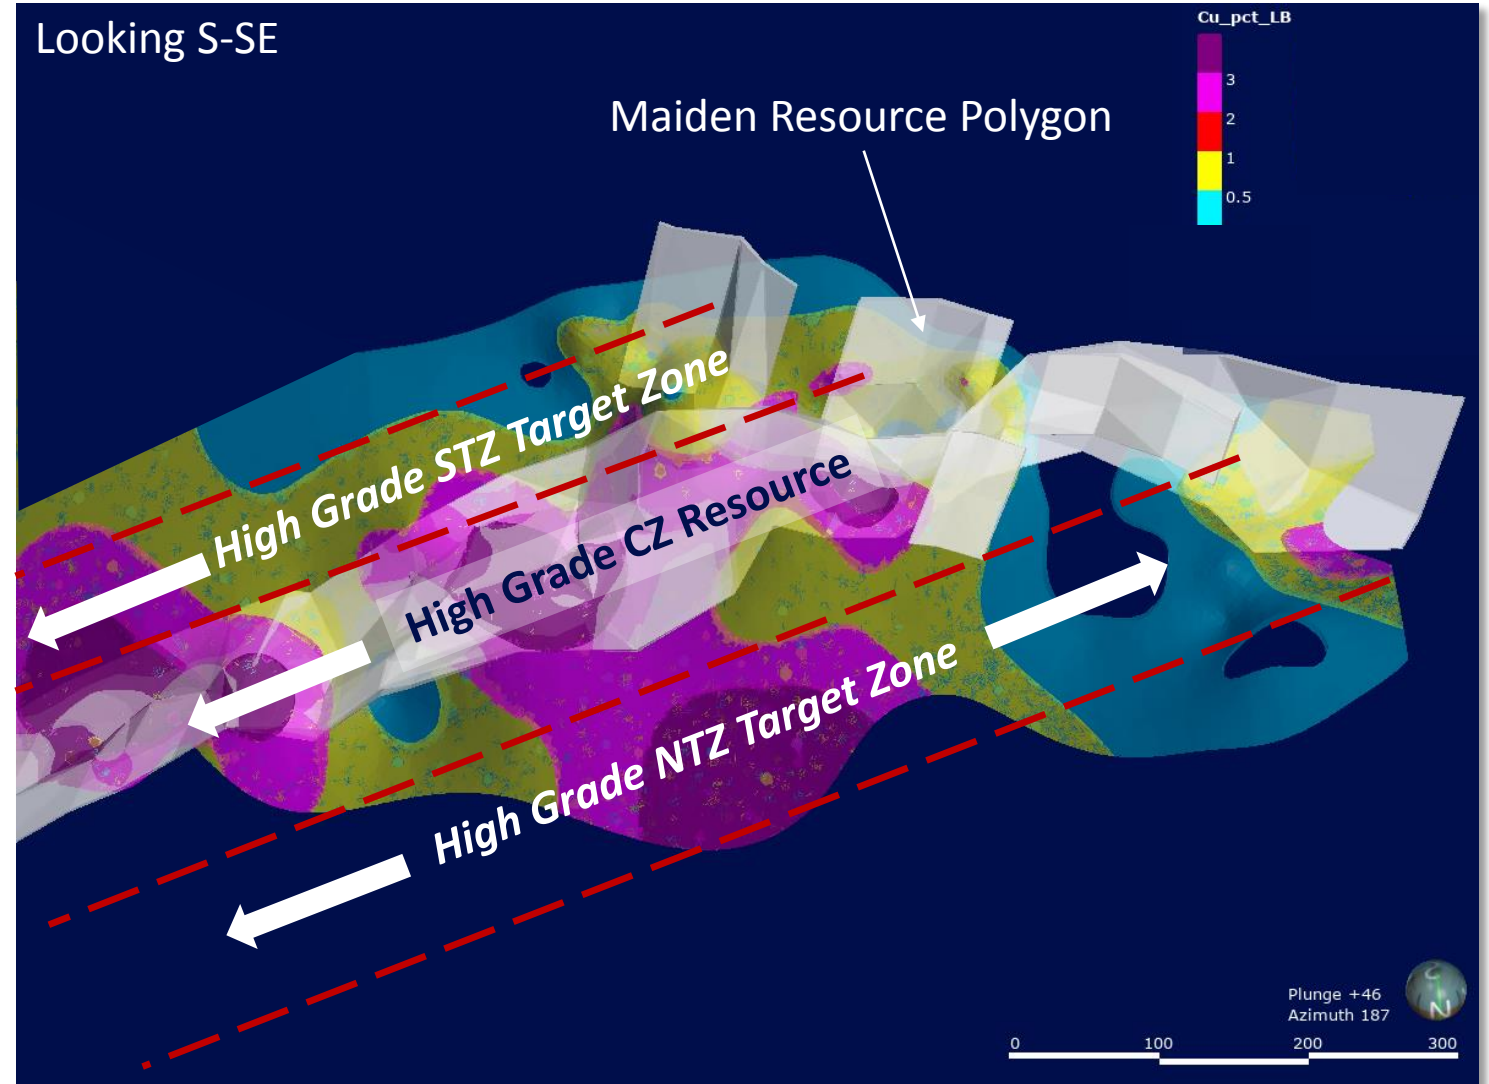 Looking S-SE
Cu_pct_LB
3
2
1
0.5
Maiden Resource Polygon
High Grade STZ Target Zone
High Grade CZ Resource
High Grade NTZ Target Zone
Plunge +46
Azimuth 187
N
0 100 200 300